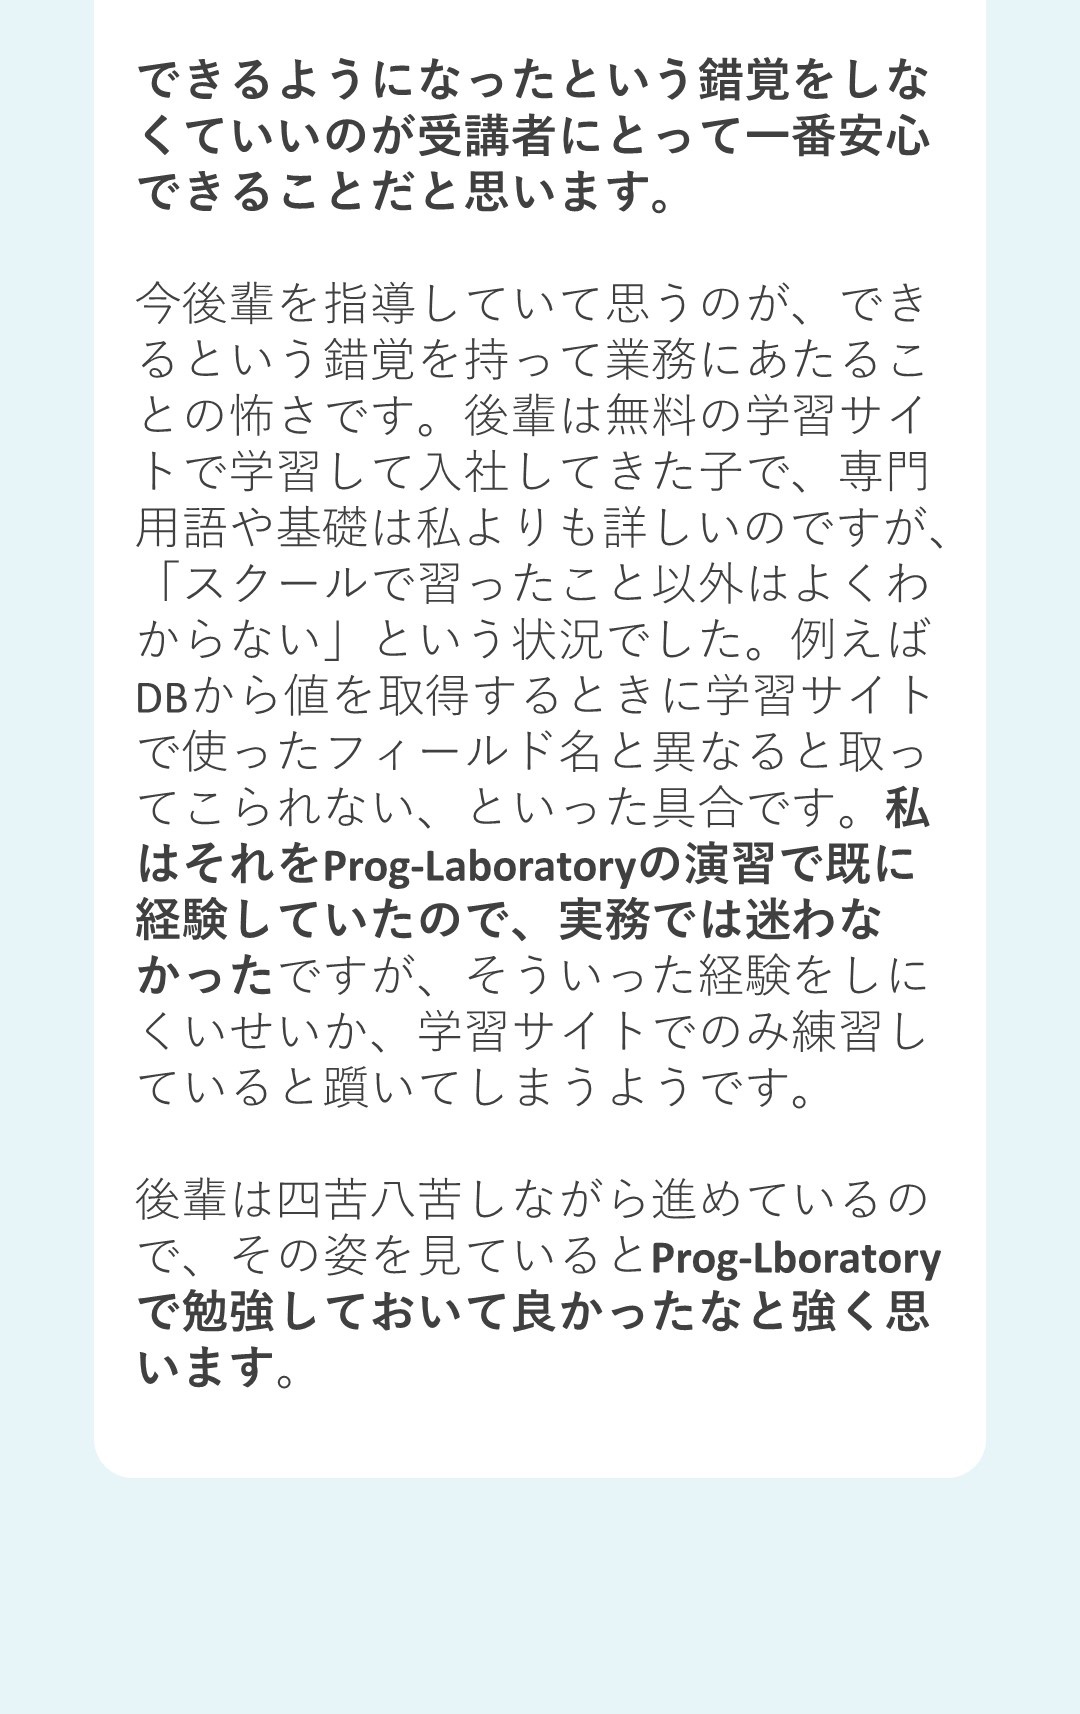 できるようになったという錯覚をしな
くていいのが受講者にとって一番安心
できることだと思います。
今後輩を指導していて思うのが、でき
るという錯覚を持って業務にあたるこ
との怖さです。後輩は無料の学習サイ
トで学習して入社してきた子で、専門
用語や基礎は私よりも詳しいのですが、
「スクールで習ったこと以外はよくわ
からない」という状況でした。例えば
DBから値を取得するときに学習サイト
で使ったフィールド名と異なると取っ
てこられない、といった具合です。私
はそれをProg-Laboratoryの演習で既に
経験していたので、実務では迷わな
かったですが、そういった経験をしに
くいせいか、学習サイトでのみ練習し
ていると躓いてしまうようです。
後輩は四苦八苦しながら進めているの
で、その姿を見ているとProg-Lboratory
で勉強しておいて良かったなと強く思
います。